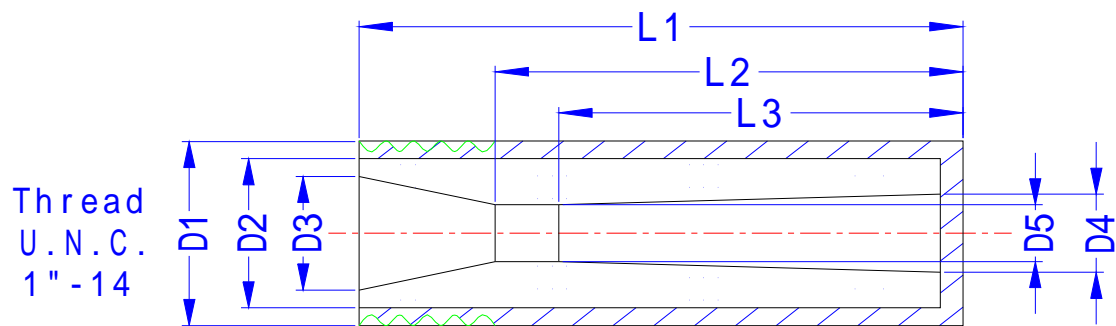 L1
L2
L3
Thread
U.N.C.
1"-14
D1
D2
D3
D5
D4